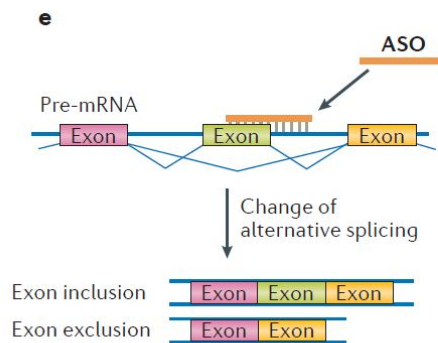 e
ASO
Pre-mRNA
Exon Exon Exon
Change of
alternative splicing
Exon inclusion Exon Exon Exon
Exon exclusion Exon Exon